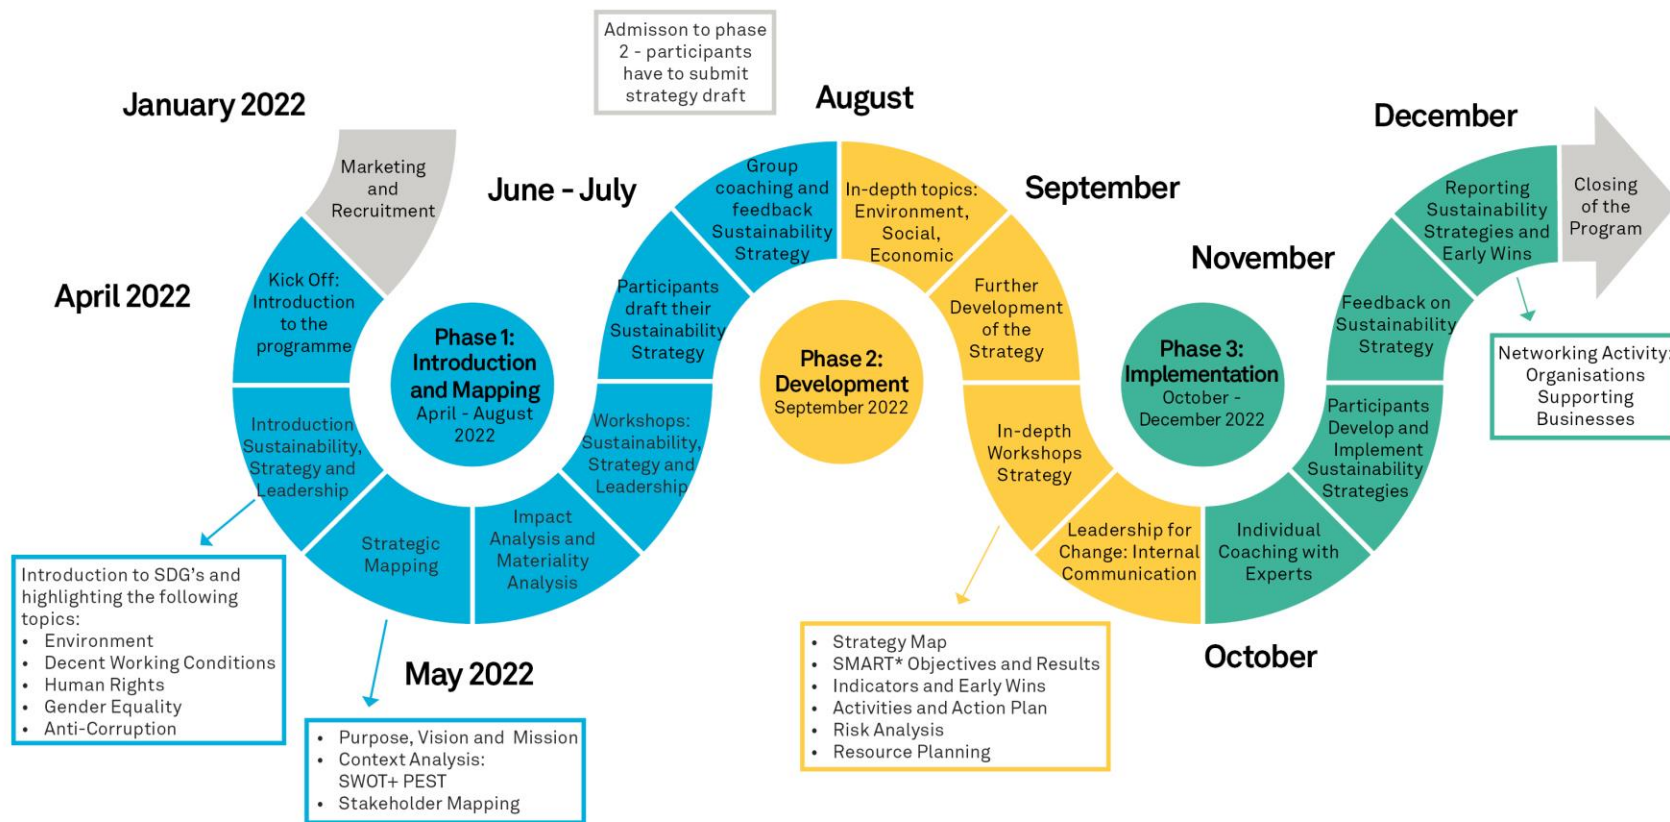 January 2022
Marketing
and
Recruitment
April 2022
Kick Off:
Introduction
to the
programme
Phase 1:
Introduction
and Mapping
April - August
2022
Introduction
Sustainability,
Strategy and
Leadership
Introduction to SDG's and
highlighting the following
topics:
• Environment
• Decent Working Conditions
• Human Rights
• Gender Equality
• Anti-Corruption
Strategic
Mapping
May 2022
• Purpose, Vision and Mission
• Context Analysis:
SWOT+ PEST
• Stakeholder Mapping
Impact
Analysis and
Materiality
Analysis
Workshops:
Sustainability,
Strategy and
Leadership
June - July
Participants
draft their
Sustainability
Strategy
Group
coaching and
feedback
Sustainability
Strategy
Admisson to phase
2 - participants
have to submit
strategy draft
August
In-depth topics:
Environment,
Social,
Economic
September
Further
Development
of the
Strategy
Phase 2:
Development
September 2022
In-depth
Workshops
Strategy
• Strategy Map
• SMART* Objectives and Results
• Indicators and Early Wins
• Activities and Action Plan
• Risk Analysis
• Resource Planning
Leadership for
Change: Internal
Communication
October
Individual
Coaching with
Experts
Phase 3:
Implementation
October -
December 2022
Participants
Develop and
Implement
Sustainability
Strategies
November
Feedback on
Sustainability
Strategy
December
Reporting
Sustainability
Strategies and
Early Wins
Networking Activity:
Organisations
Supporting
Businesses
Closing
of the
Program